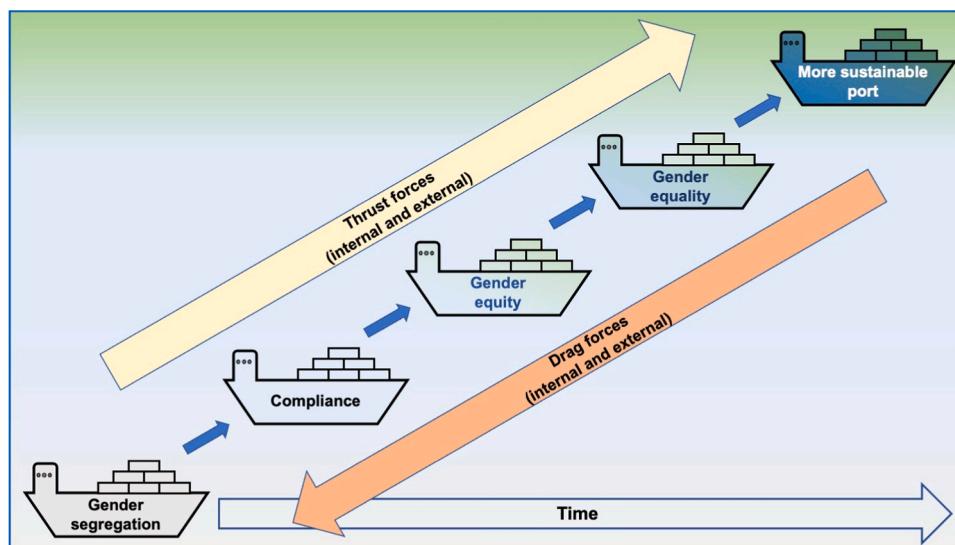 More sustainable
port
Gender
equality
Thrust forces
(internal and external)
Gender
equity
Drag forces
(internal and external)
Compliance
Gender
segregation
Time